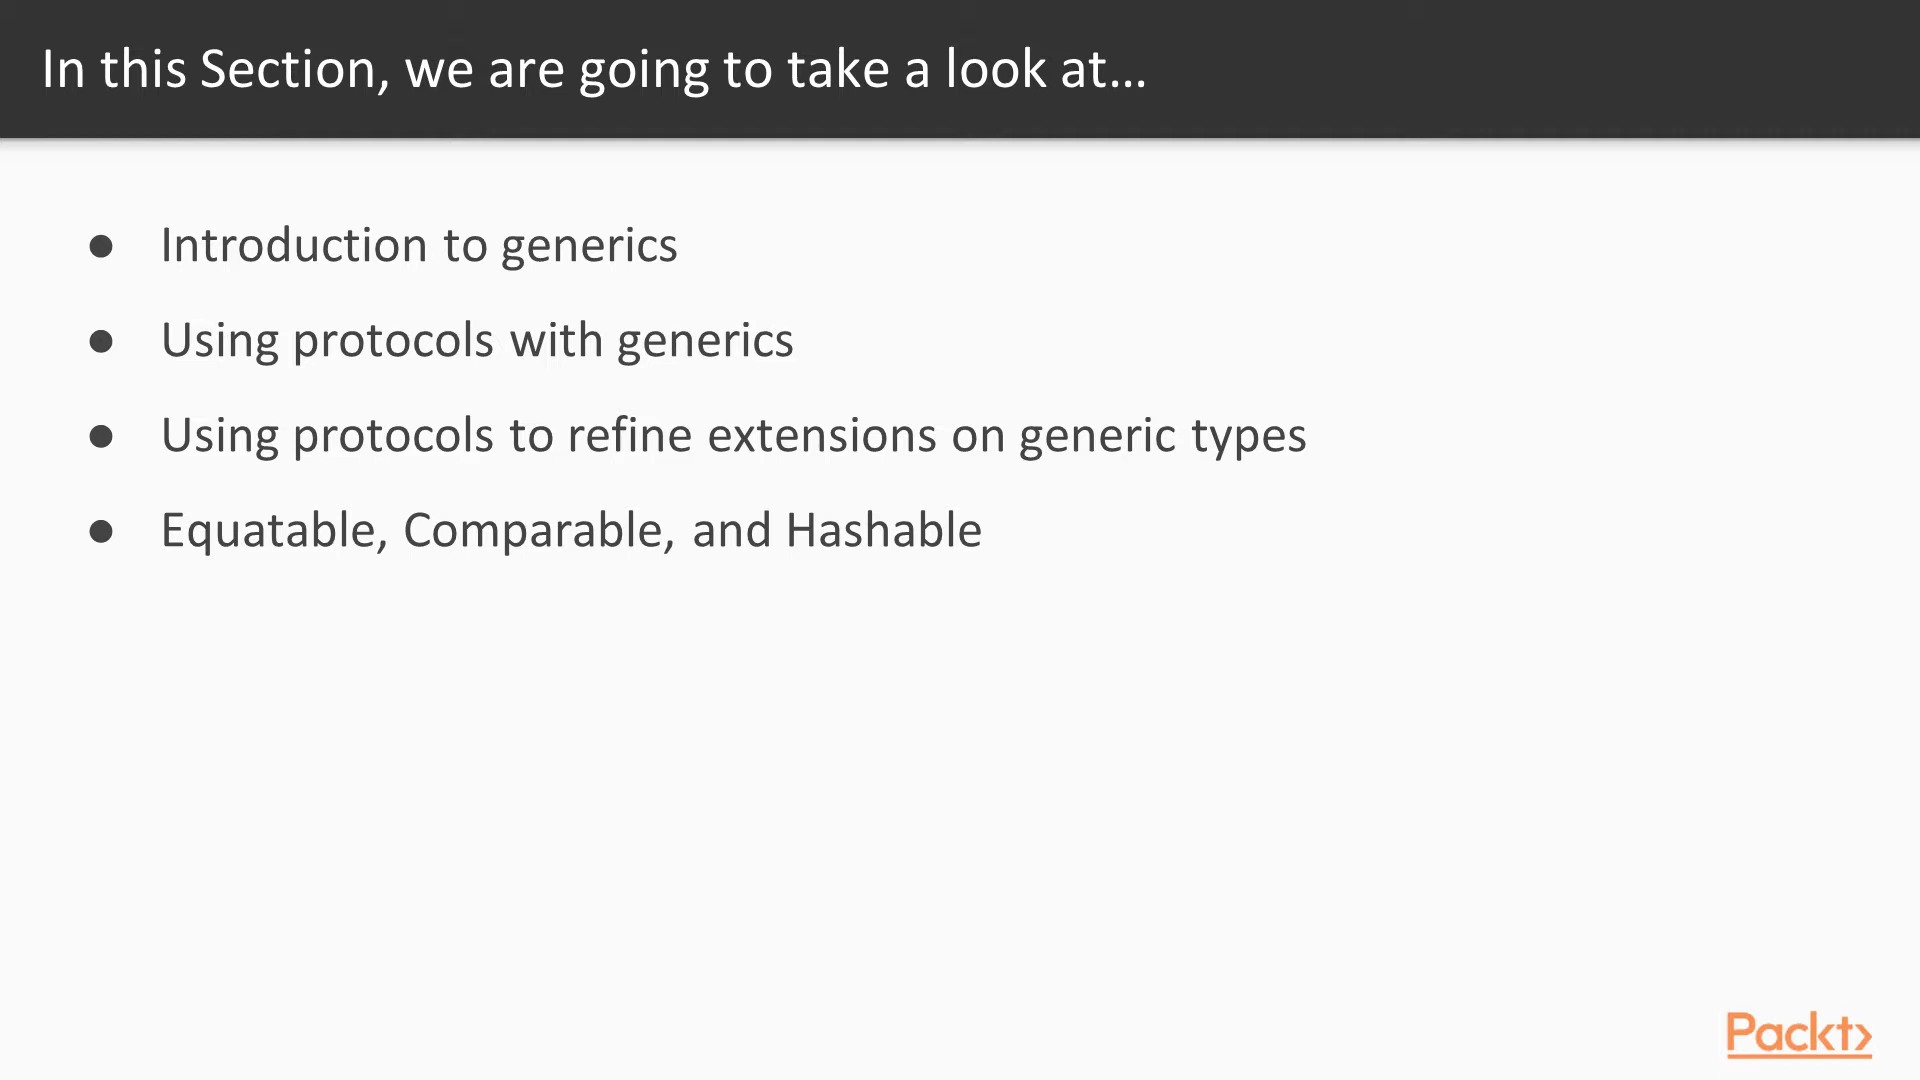 In this Section, we are going to take a look at...
● Introduction to generics
● Using protocols with generics
● Using protocols to refine extensions on generic types
● Equatable, Comparable, and Hashable
Packt>